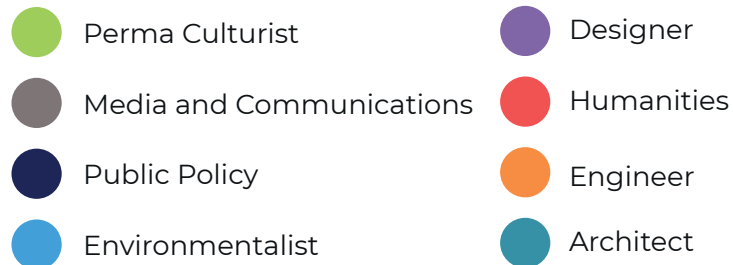 Perma Culturist
Media and Communications
Public Policy
Environmentalist
Designer
Humanities
Engineer
Architect